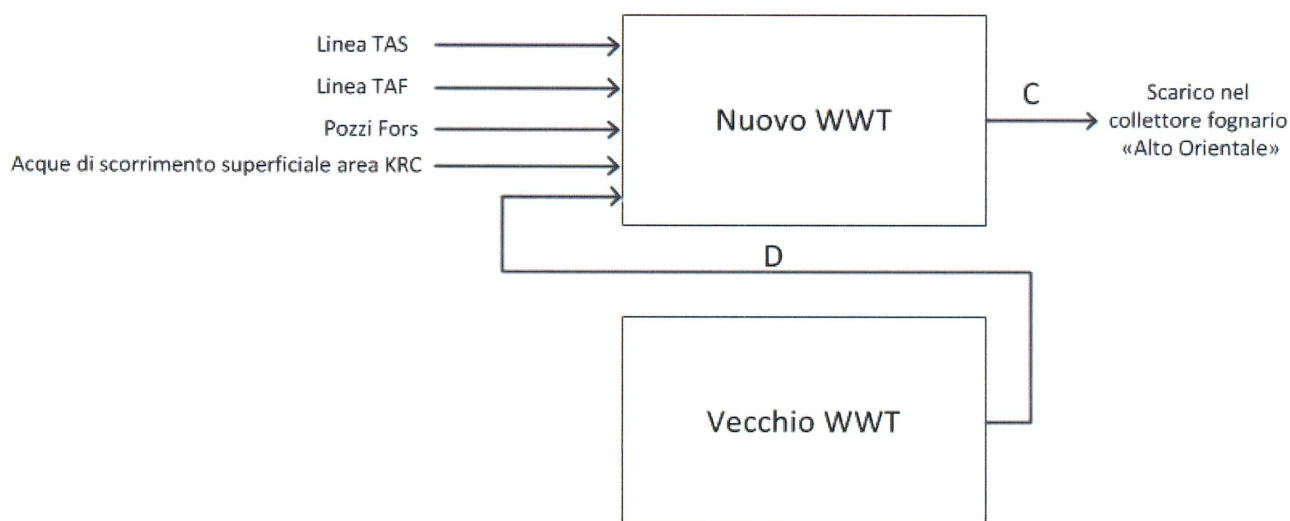 Linea TAS
Linea TAF
Pozzi Fors
Acque di scorrimento superficiale area KRC
Nuovo WWT
C
Scarico nel
collettore fognario
«Alto Orientale»
D
Vecchio WWT